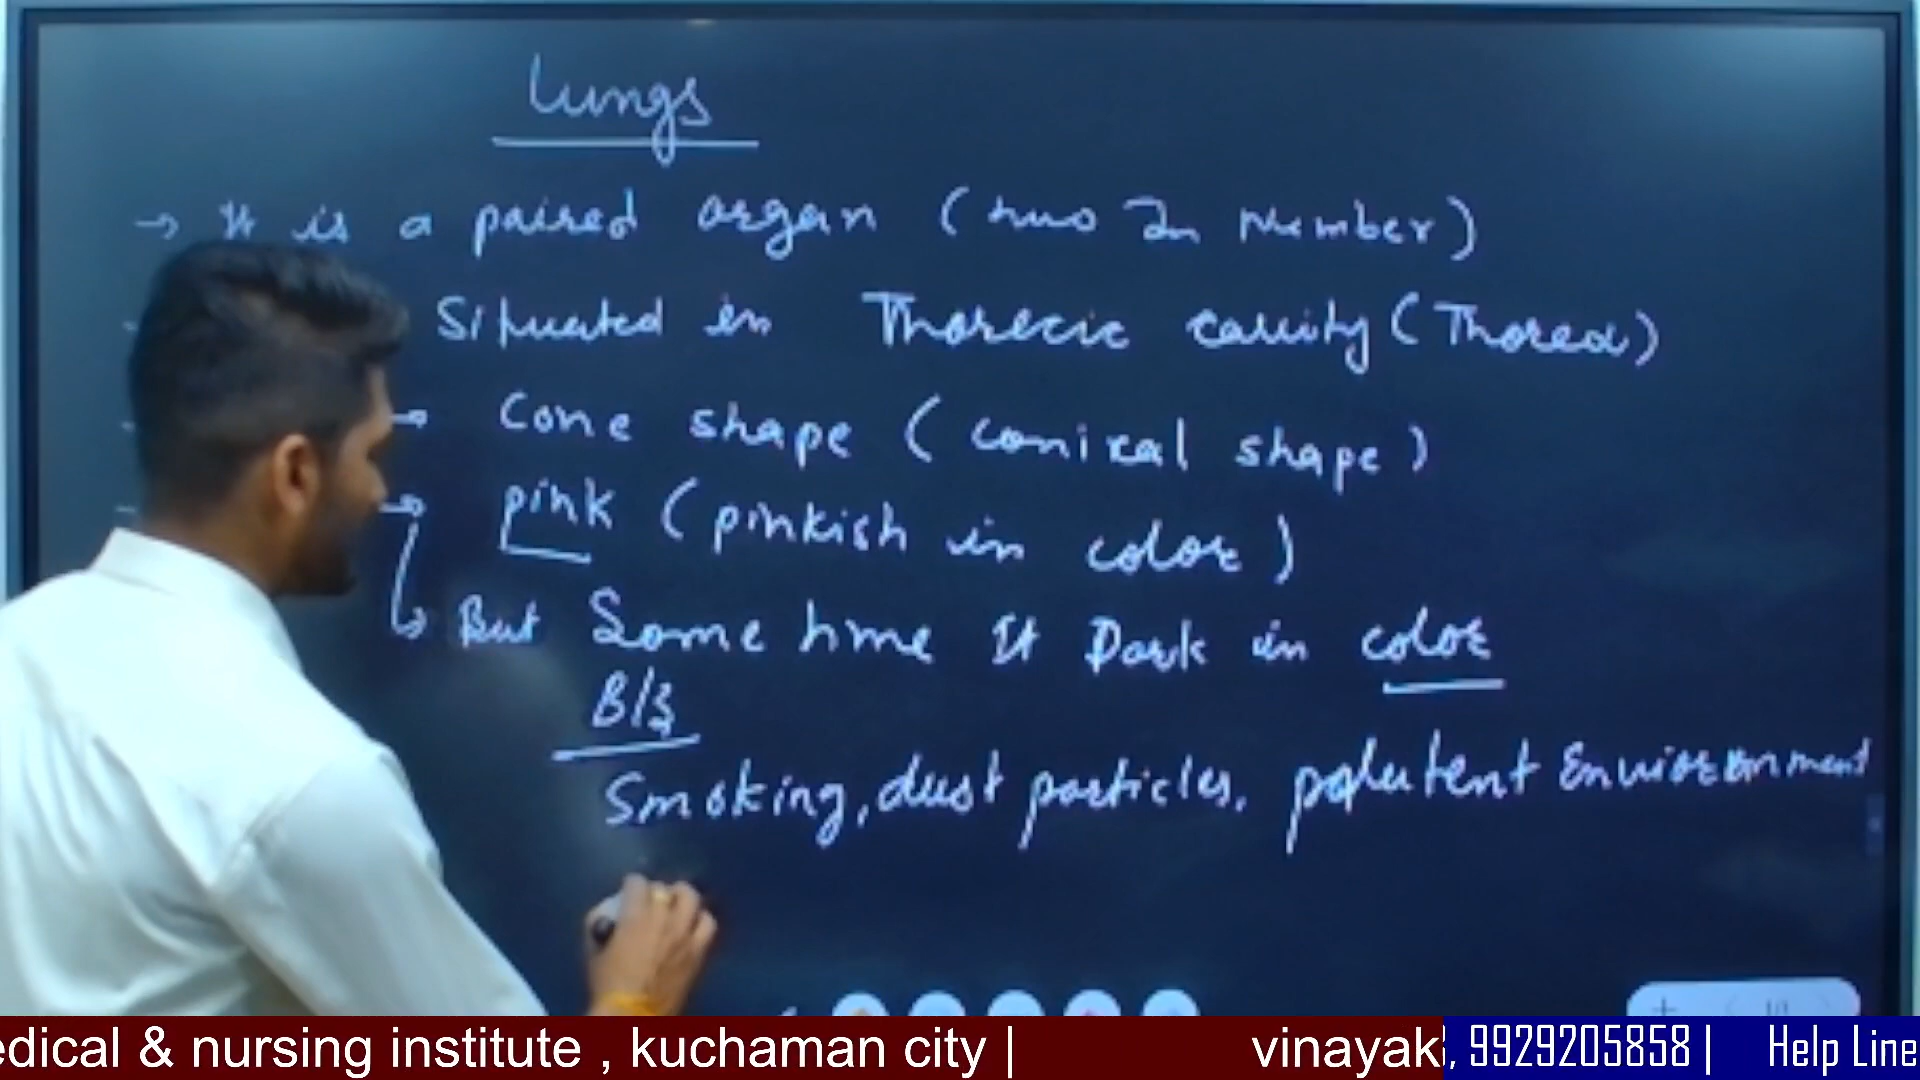 Lungs
→ It is a paired organ (two In Number)
Situated in Thorecic cavity (Thorex)
→ Cone shape (conical shape)
→ pink (pinkish in color)
↳ But Some time It Dark in color
B/z
Smoking, dust particles, polutent Environment
edical & nursing institute , kuchaman city |
vinayak
, 9929205858 | Help Line